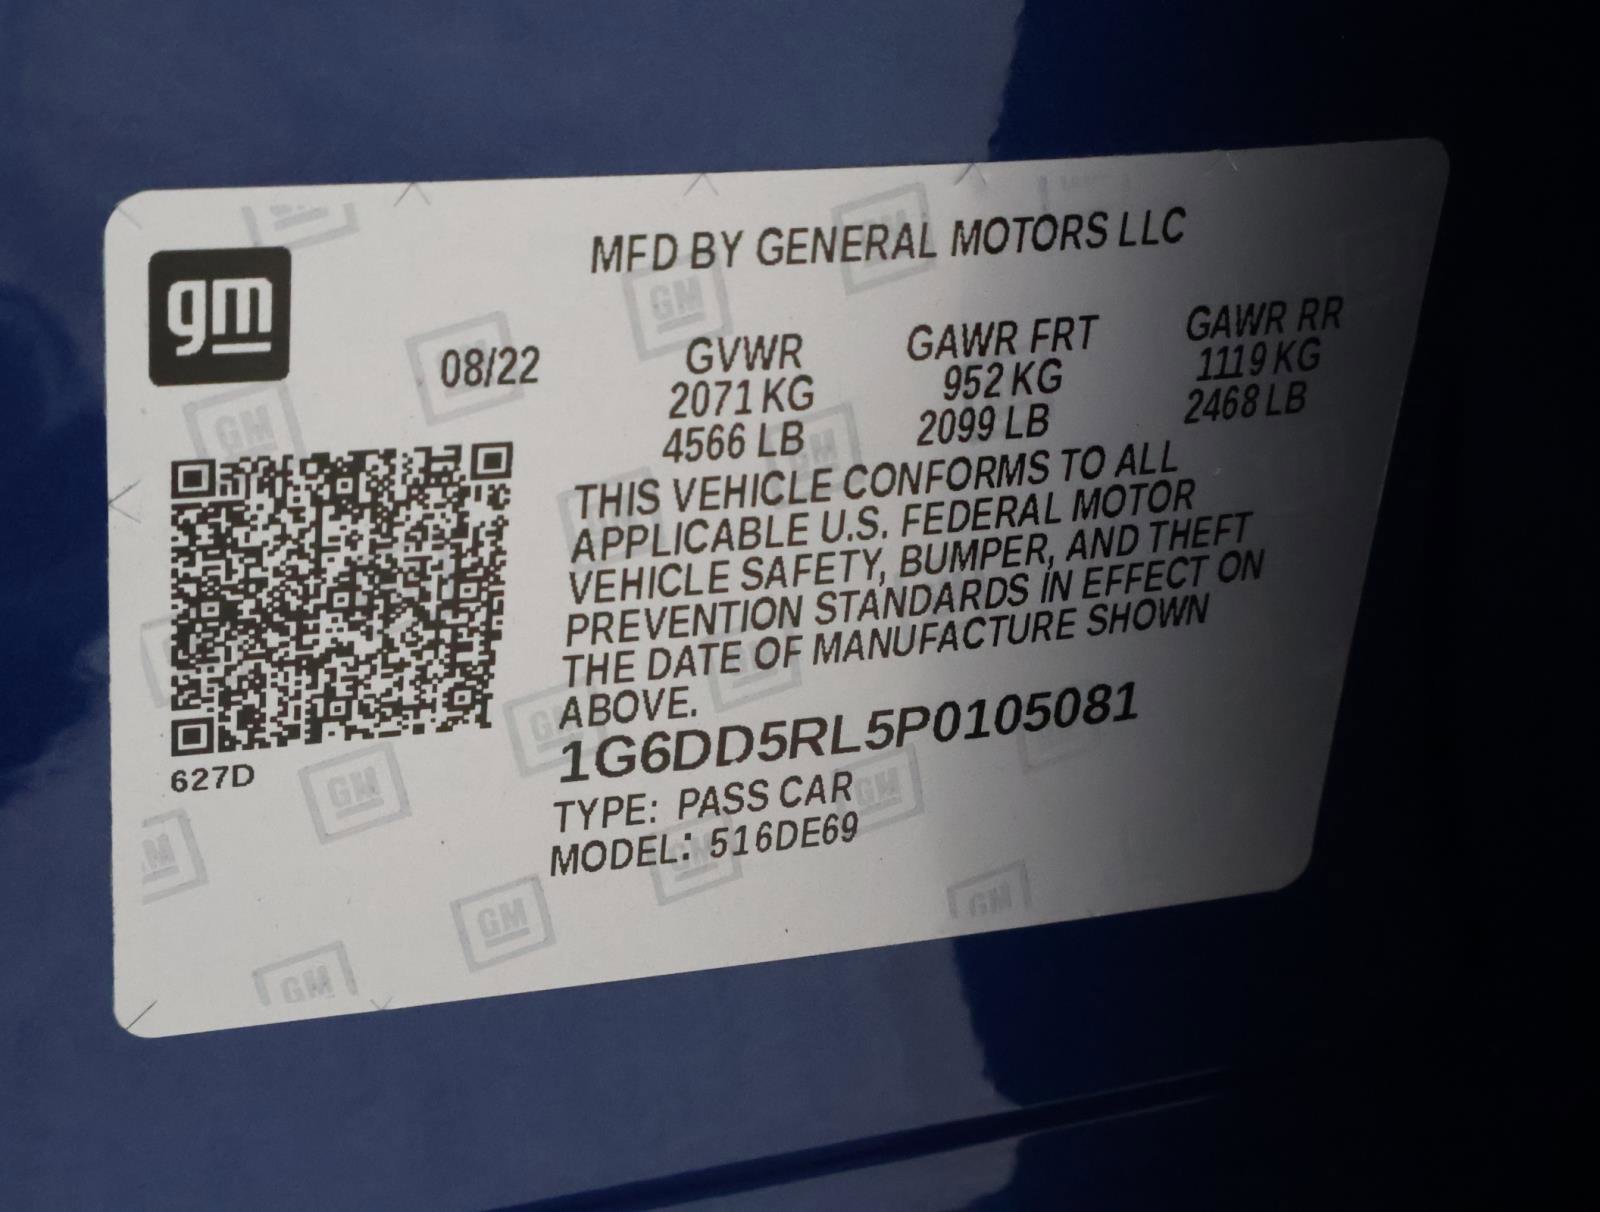 gm
MFD BY GENERAL MOTORS LLC
08/22
GVWR
2071 KG
4566 LB
GAWR FRT
952 KG
2099 LB
GAWR RR
1119 KG
2468 LB
THIS VEHICLE CONFORMS TO ALL
APPLICABLE U.S. FEDERAL MOTOR
VEHICLE SAFETY, BUMPER, AND THEFT
PREVENTION STANDARDS IN EFFECT ON
THE DATE OF MANUFACTURE SHOWN
ABOVE.
1G6DD5RL5P0105081
TYPE: PASS CAR
MODEL: 516DE69
627D